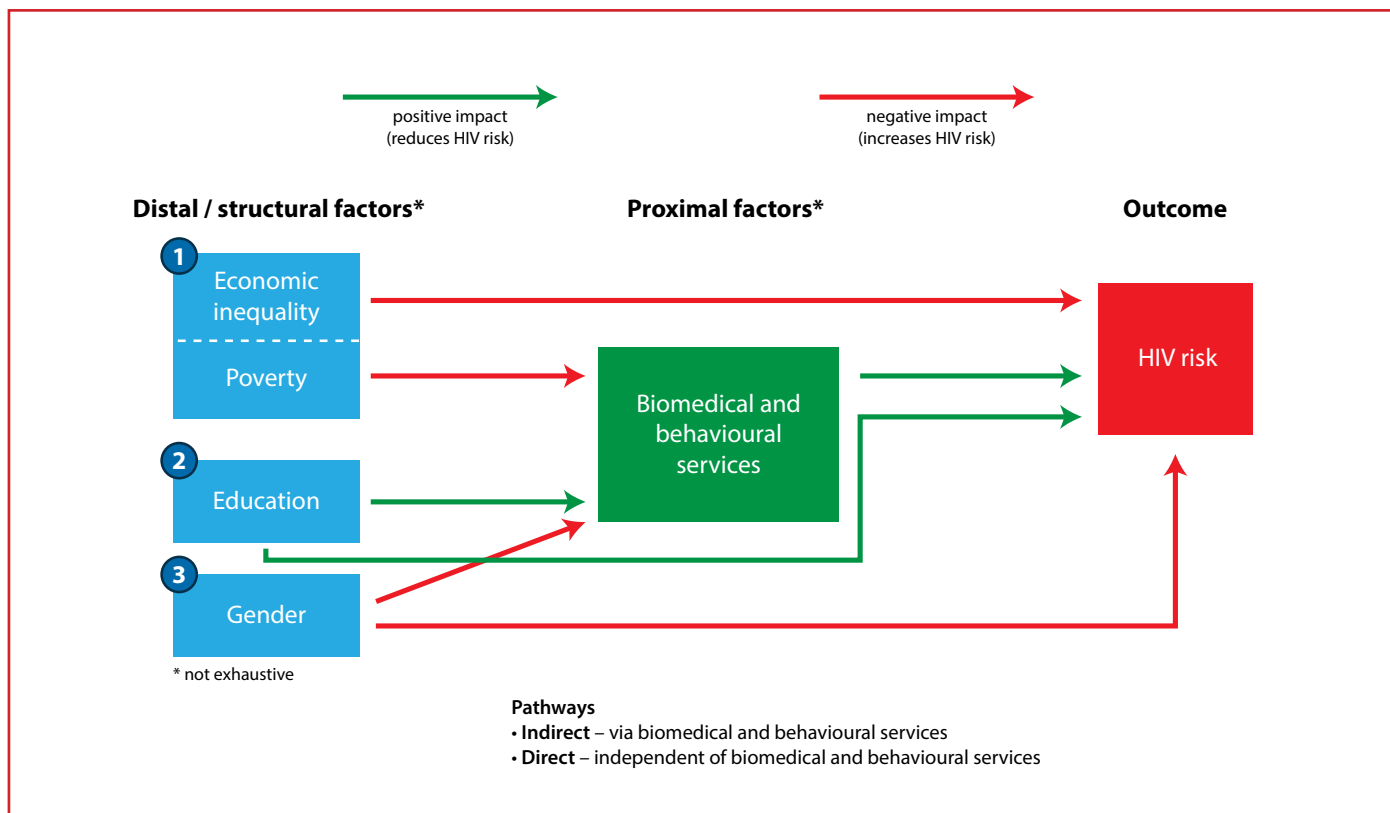 positive impact
(reduces HIV risk)
negative impact
(increases HIV risk)
Distal / structural factors*
Proximal factors*
Outcome
1
Economic
inequality
Poverty
2
Education
3
Gender
* not exhaustive
Biomedical and
behavioural
services
HIV risk
Pathways
• Indirect – via biomedical and behavioural services
• Direct – independent of biomedical and behavioural services